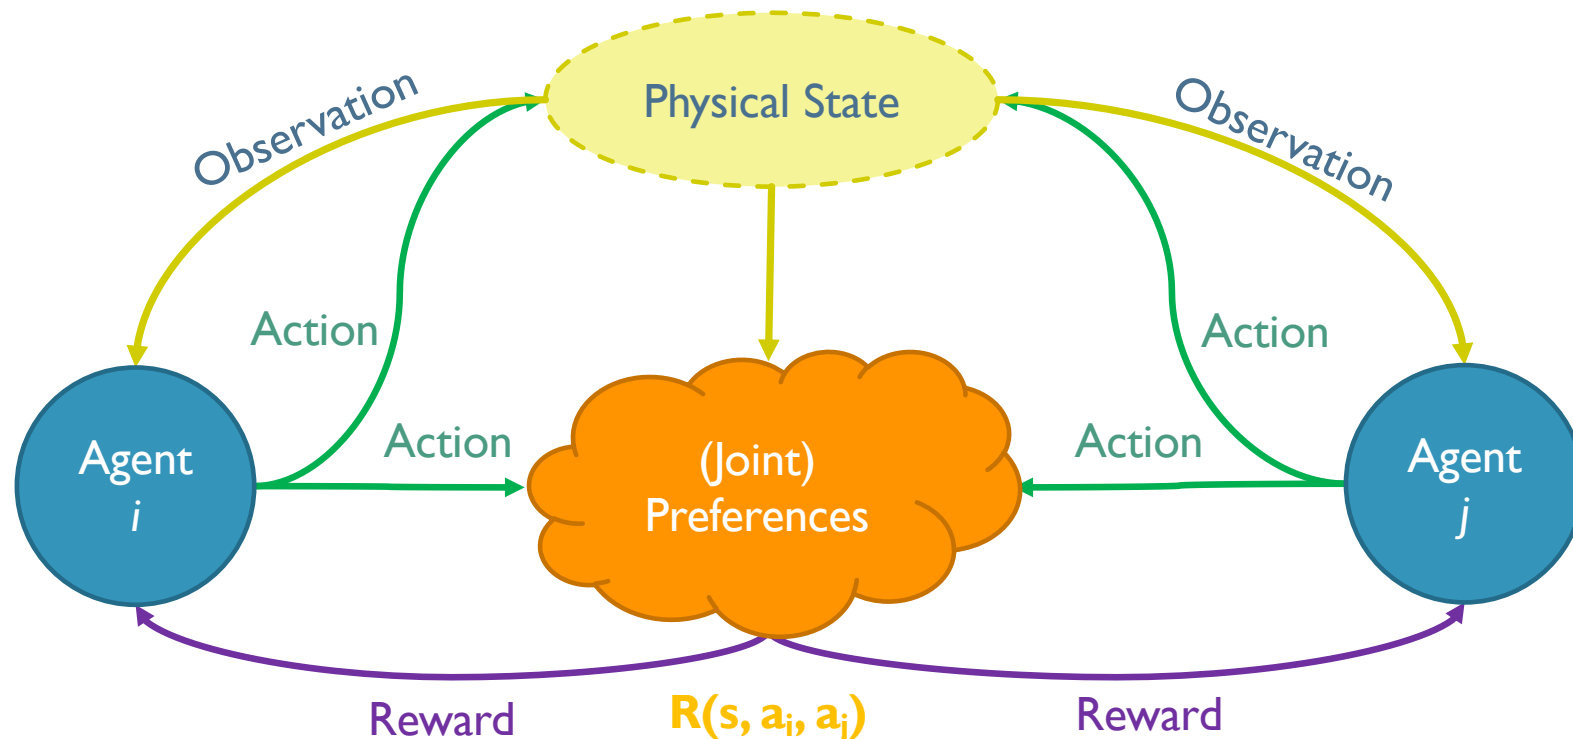 Physical State
Observation
Observation
Action
Action
Action
Action
Agent
i
(Joint)
Preferences
Agent
j
Reward
R(s, aᵢ, aⱼ)
Reward